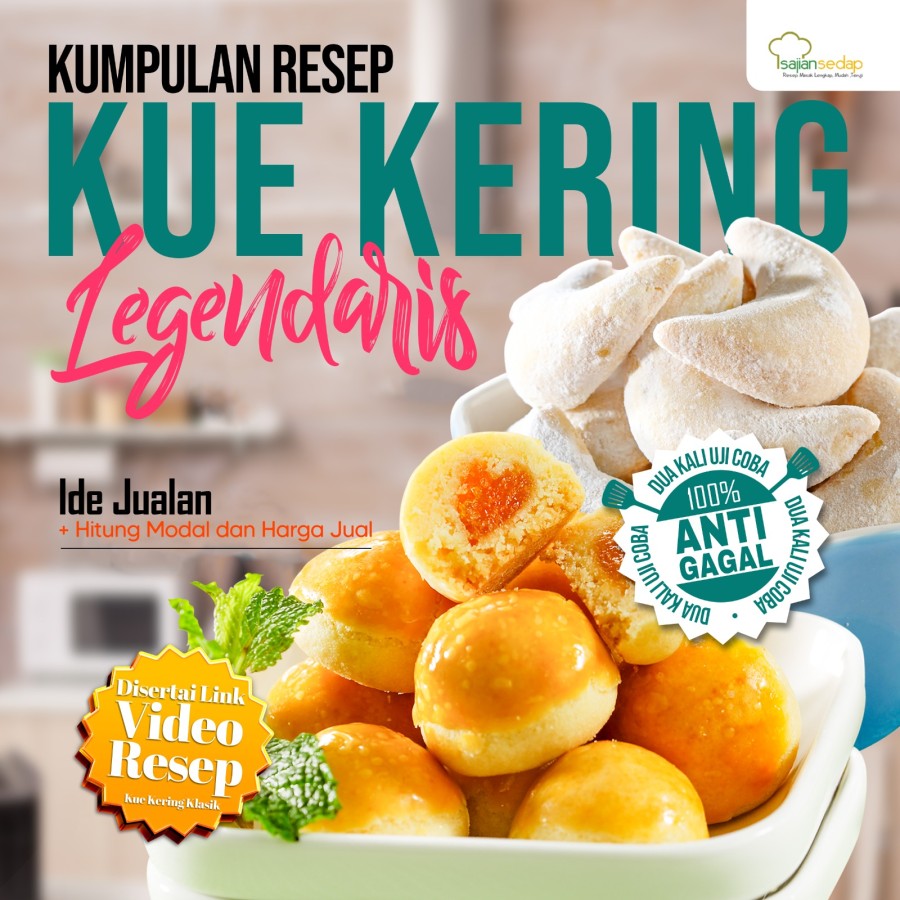 sajiansedap
KUMPULAN RESEP
KUE KERING
Legendaris
Ide Jualan
+ Hitung Modal dan Harga Jual
DUA KALI UJI COBA
DUA KALI UJI COBA
DUA KALI UJI COBA
100%
ANTI
GAGAL
Disertai Link
Video
Resep
Kue Kering Klasik